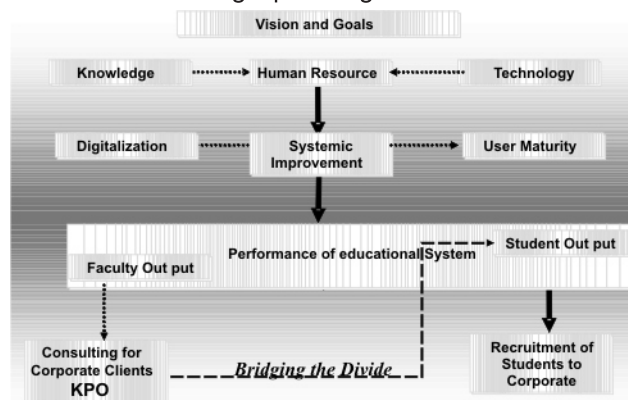 Vision and Goals
Knowledge
Human Resource
Technology
Digitalization
Systemic
Improvement
User Maturity
Student Out put
Performance of educational System
Faculty Out put
Consulting for
Corporate Clients
KPO
Bridging the Divide
Recruitment of
Students to
Corporate